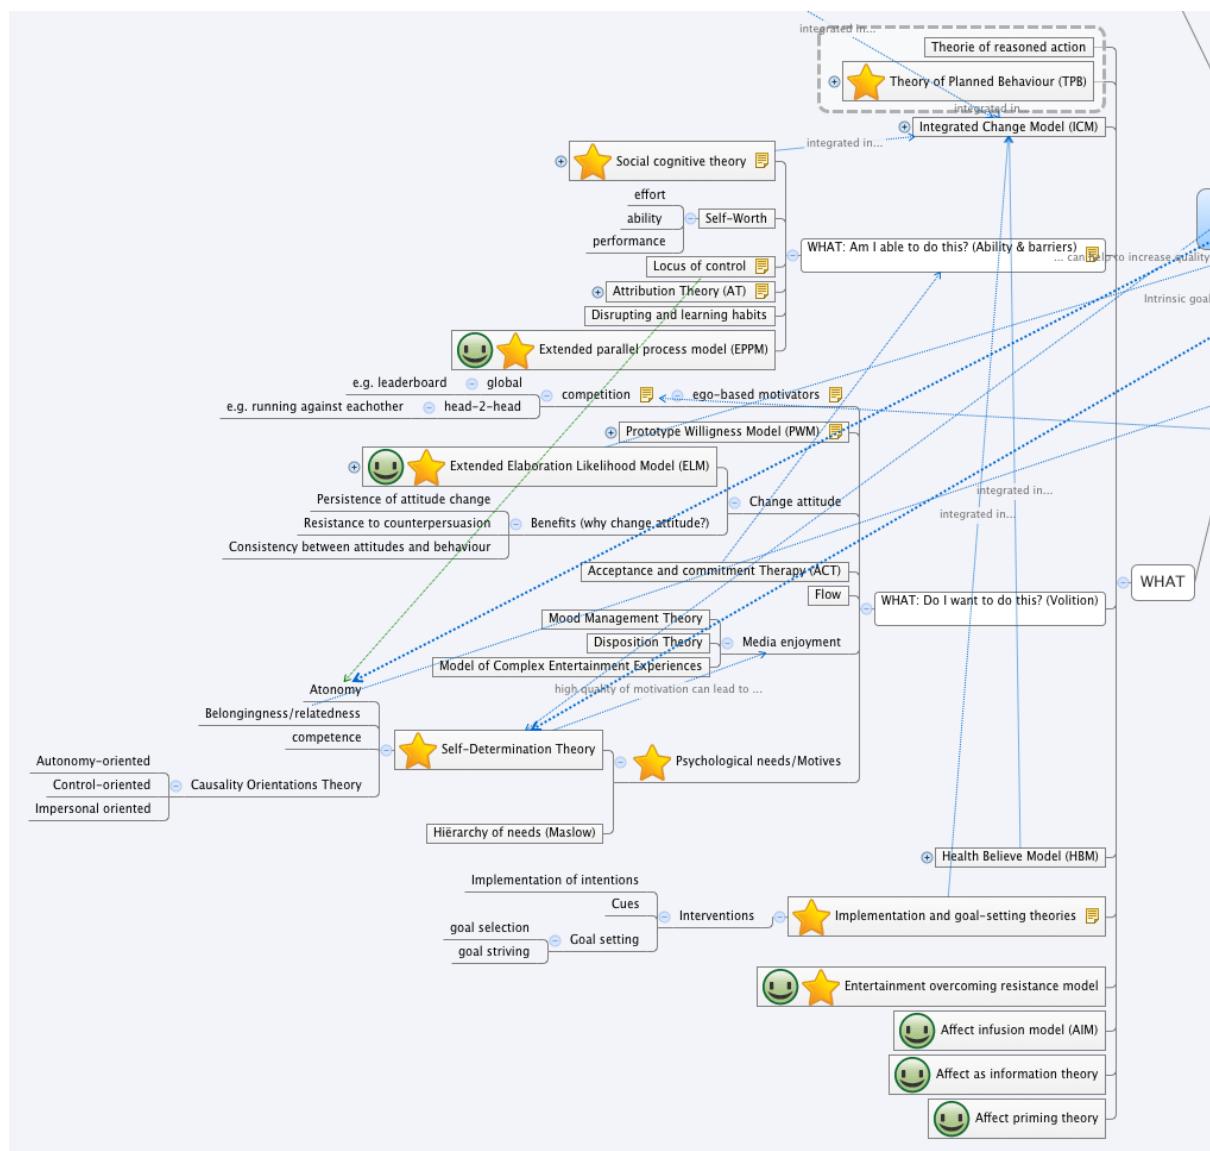 integrated in...
Theorie of reasoned action
Theory of Planned Behaviour (TPB)
integrated in...
Integrated Change Model (ICM)
integrated in...
Social cognitive theory
effort
ability
Self-Worth
performance
WHAT: Am I able to do this? (Ability & barriers)
... can help to increase quality
Locus of control
Attribution Theory (AT)
Intrinsic goal
Disrupting and learning habits
Extended parallel process model (EPPM)
e.g. leaderboard
global
competition
ego-based motivators
e.g. running against eachother
head-2-head
Prototype Willigness Model (PWM)
Extended Elaboration Likelihood Model (ELM)
Persistence of attitude change
Change attitude
Resistance to counterpersuasion
Benefits (why change attitude?)
Consistency between attitudes and behaviour
integrated in...
integrated in...
Acceptance and commitment Therapy (ACT)
WHAT
Flow
WHAT: Do I want to do this? (Volition)
Mood Management Theory
Disposition Theory
Media enjoyment
Model of Complex Entertainment Experiences
high quality of motivation can lead to ...
Atonomy
Belongingness/relatedness
competence
Self-Determination Theory
Psychological needs/Motives
Autonomy-oriented
Control-oriented
Causality Orientations Theory
Impersonal oriented
Hiërarchy of needs (Maslow)
Health Believe Model (HBM)
Implementation of intentions
Cues
Interventions
Implementation and goal-setting theories
goal selection
Goal setting
goal striving
Entertainment overcoming resistance model
Affect infusion model (AIM)
Affect as information theory
Affect priming theory